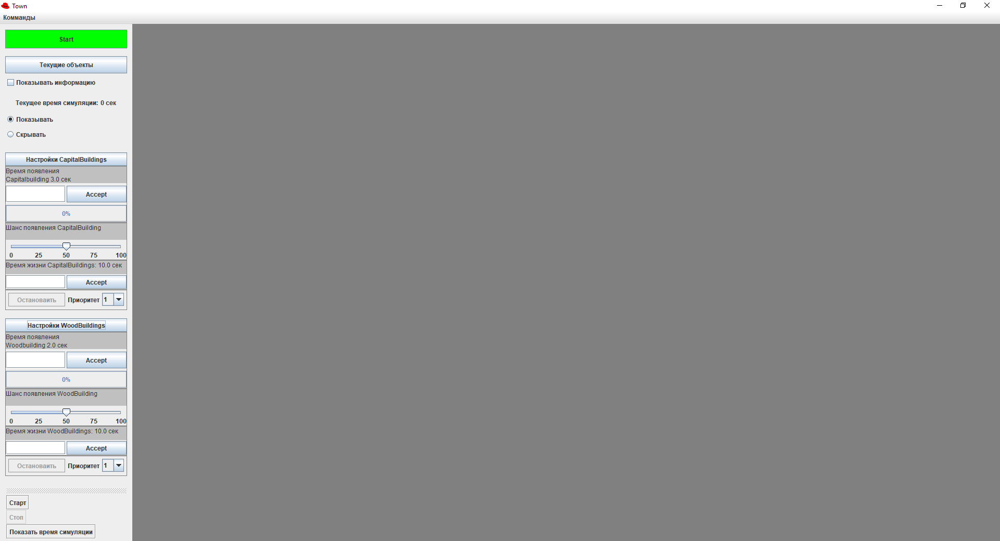 Town
Комманды
Start
Текущие объекты
Показывать информацию
Текущее время симуляции: 0 сек
Показывать
Скрывать
Настройки CapitalBuildings
Время появления
Capitalbuilding 3.0 сек
Accept
0%
Шанс появления CapitalBuilding
0 25 50 75 100
Время жизни CapitalBuildings: 10.0 сек
Accept
Остановаить Приоритет 1
Настройки WoodBuildings
Время появления
Woodbuilding 2.0 сек
Accept
0%
Шанс появления WoodBuilding
0 25 50 75 100
Время жизни WoodBuildings: 10.0 сек
Accept
Остановаить Приоритет 1
Старт
Стоп
Показать время симуляции